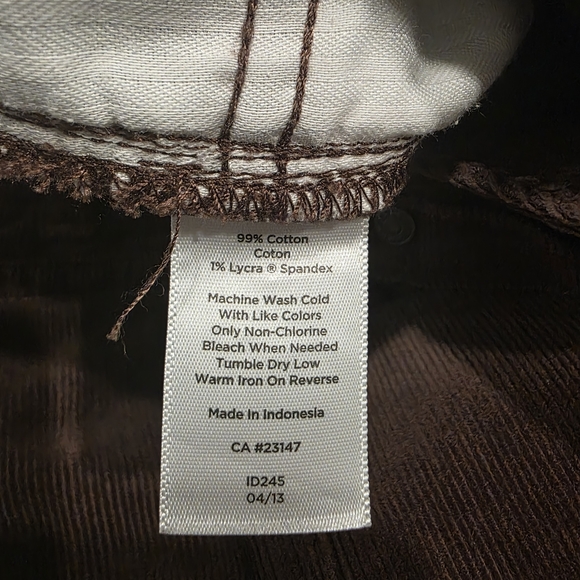 99% Cotton
Coton
1% Lycra ® Spandex
Machine Wash Cold
With Like Colors
Only Non-Chlorine
Bleach When Needed
Tumble Dry Low
Warm Iron On Reverse
Made In Indonesia
CA #23147
ID245
04/13